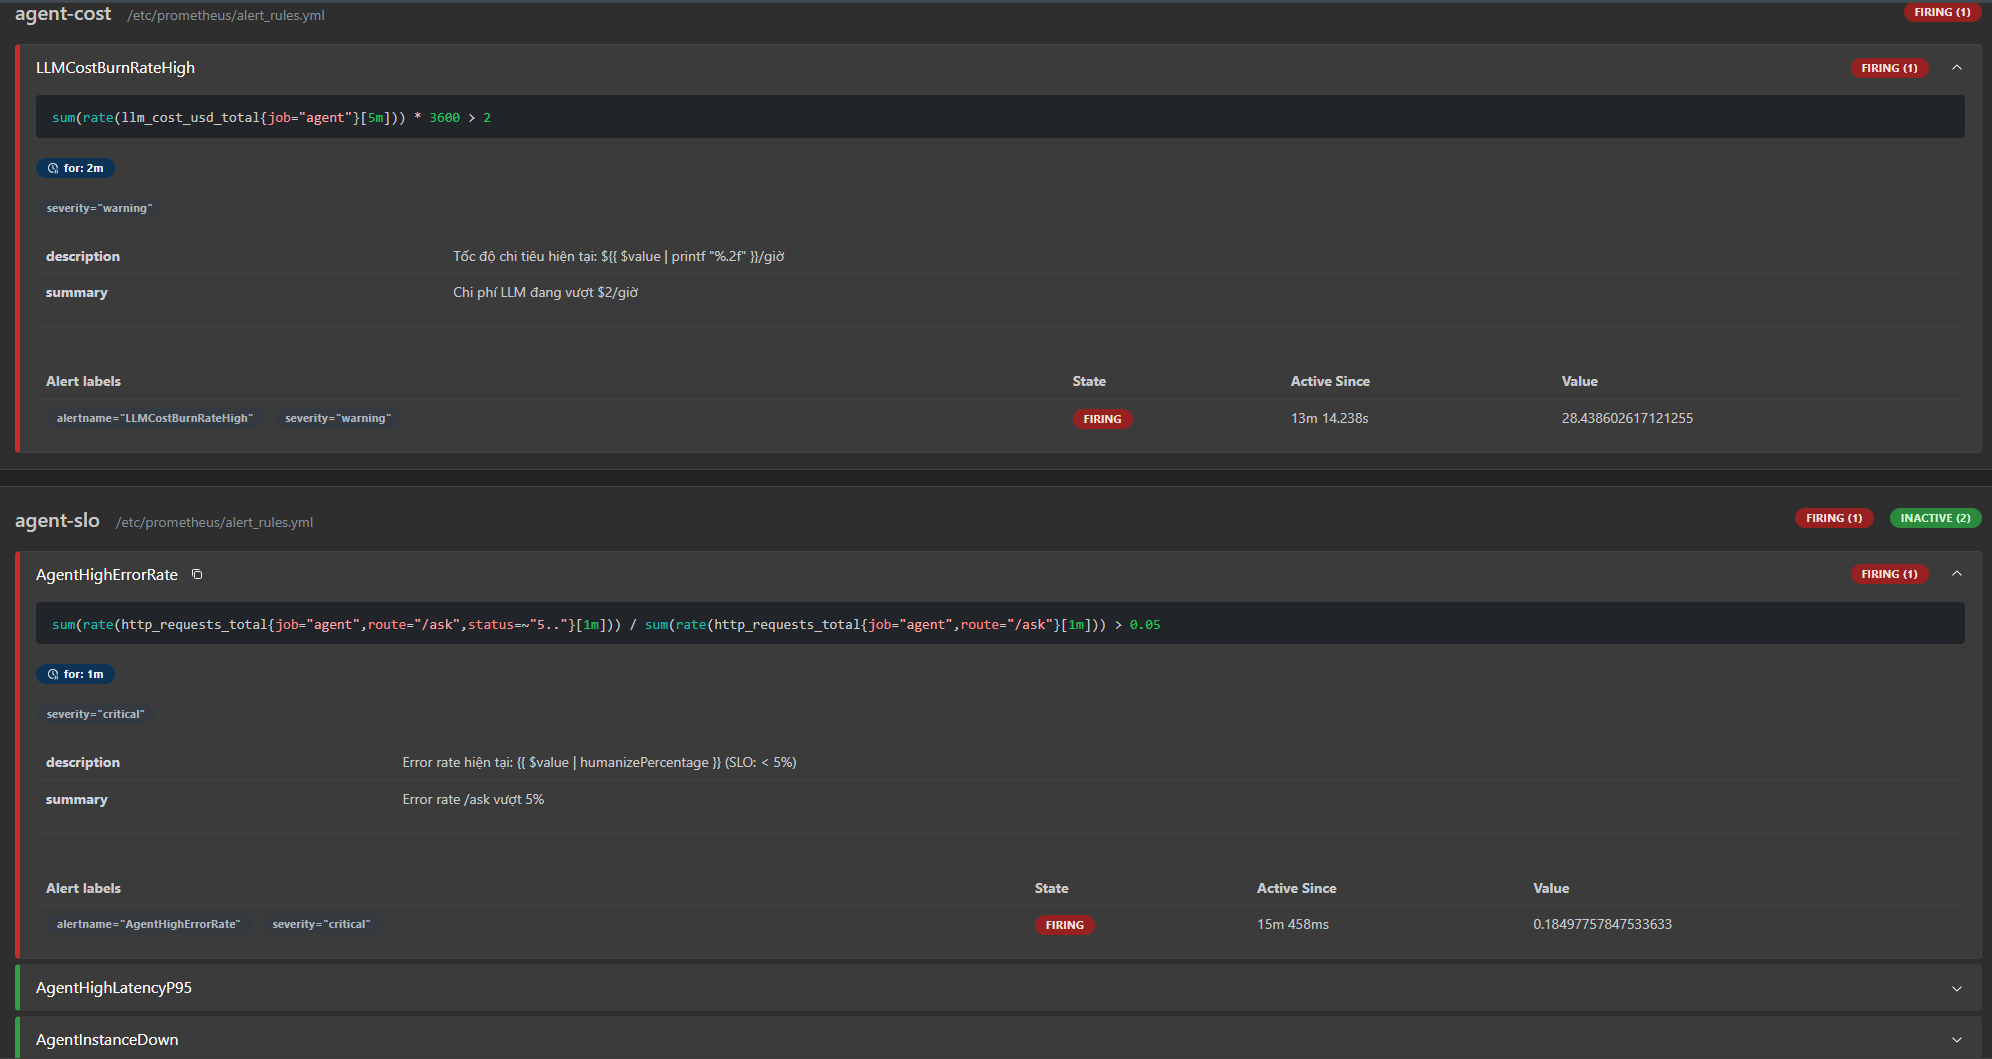 agent-cost /etc/prometheus/alert_rules.yml FIRING (1)
LLMCostBurnRateHigh FIRING (1)
sum(rate(llm_cost_usd_total{job="agent"}[5m])) * 3600 > 2
for: 2m
severity="warning"
description Tốc độ chi tiêu hiện tại: ${{ $value | printf "%.2f" }}/giờ
summary Chi phí LLM đang vượt $2/giờ
Alert labels State Active Since Value
alertname="LLMCostBurnRateHigh" severity="warning" FIRING 13m 14.238s 28.438602617121255
agent-slo /etc/prometheus/alert_rules.yml FIRING (1) INACTIVE (2)
AgentHighErrorRate FIRING (1)
sum(rate(http_requests_total{job="agent",route="/ask",status=~"5.."}[1m])) / sum(rate(http_requests_total{job="agent",route="/ask"}[1m])) > 0.05
for: 1m
severity="critical"
description Error rate hiện tại: {{ $value | humanizePercentage }} (SLO: < 5%)
summary Error rate /ask vượt 5%
Alert labels State Active Since Value
alertname="AgentHighErrorRate" severity="critical" FIRING 15m 458ms 0.18497757847533633
AgentHighLatencyP95
AgentInstanceDown